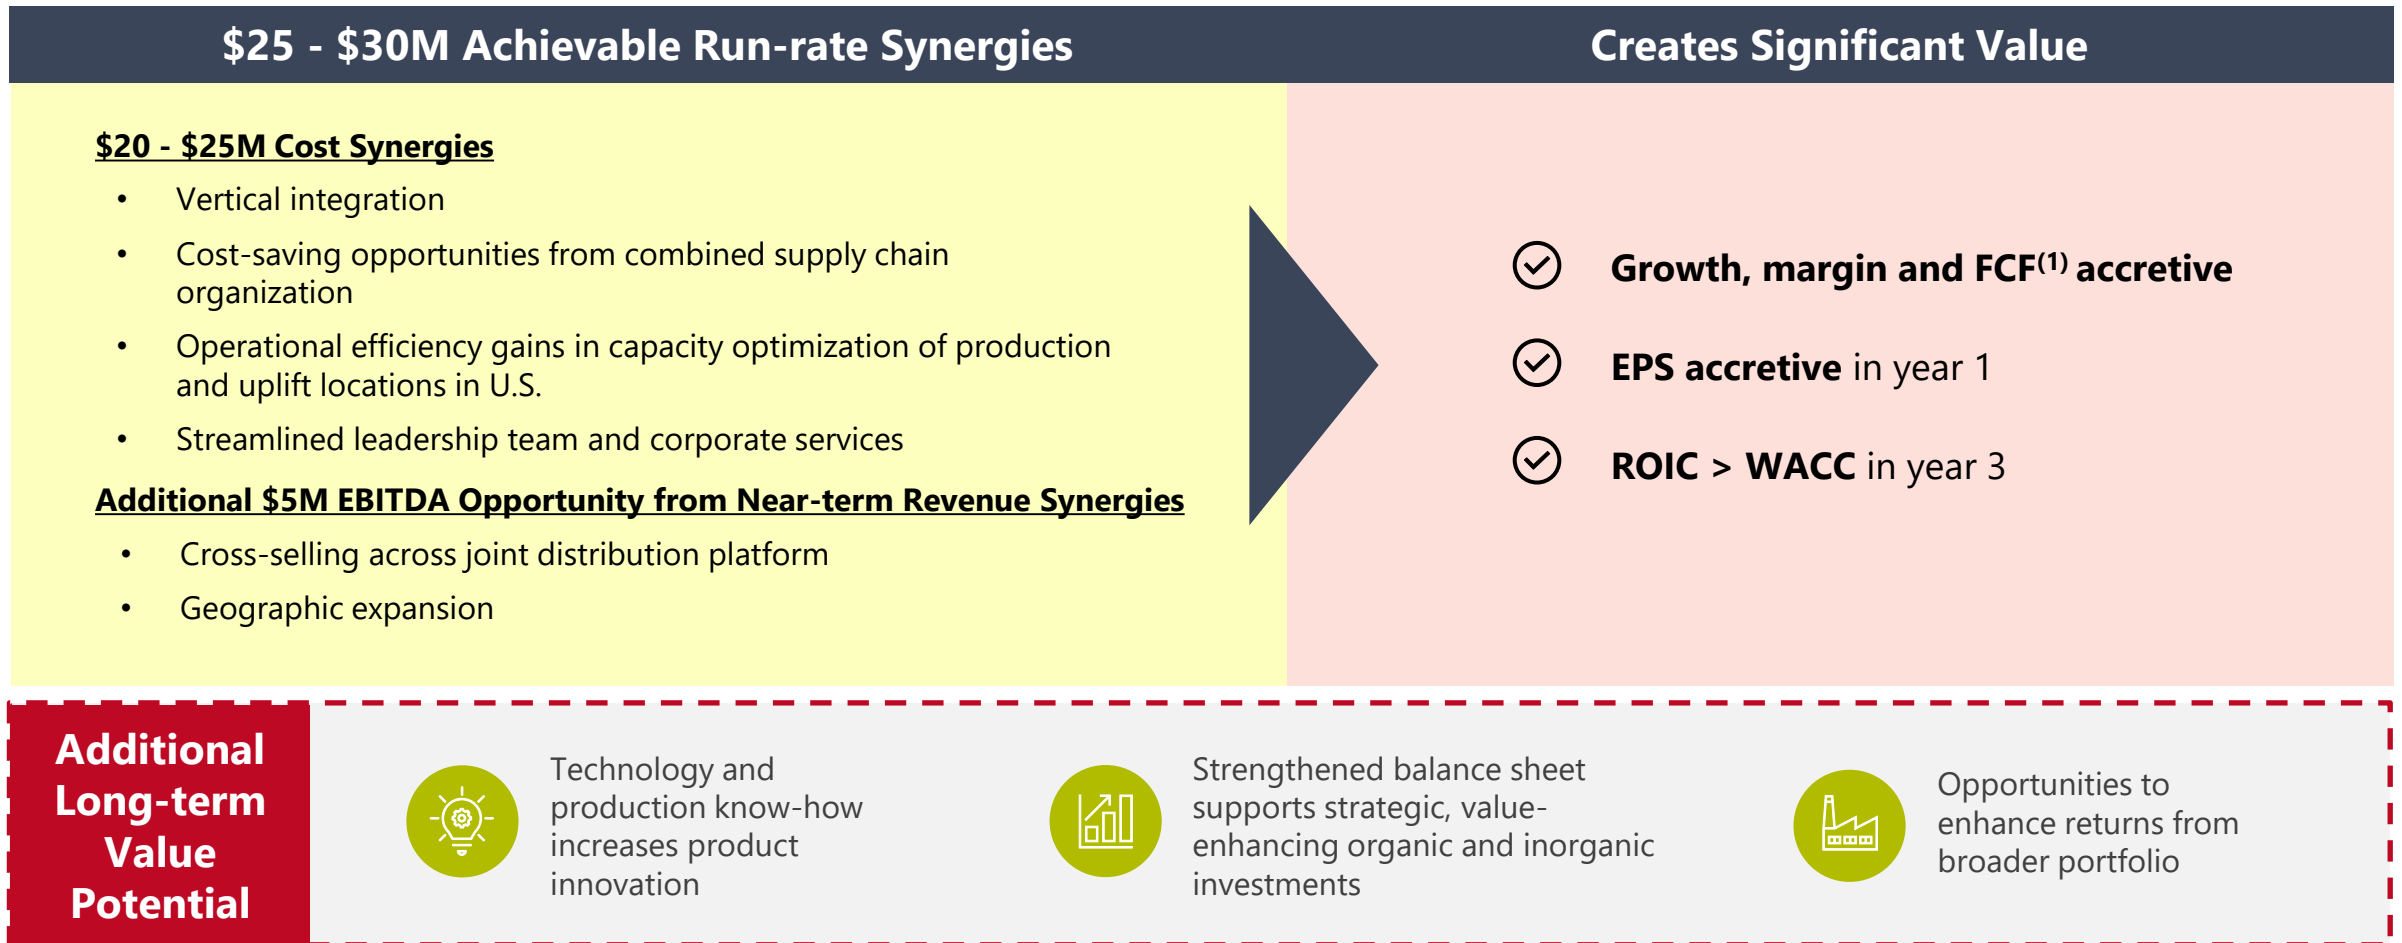 $25 - $30M Achievable Run-rate Synergies
Creates Significant Value
$20 - $25M Cost Synergies
• Vertical integration
• Cost-saving opportunities from combined supply chain
organization
• Operational efficiency gains in capacity optimization of production
and uplift locations in U.S.
• Streamlined leadership team and corporate services
Additional $5M EBITDA Opportunity from Near-term Revenue Synergies
• Cross-selling across joint distribution platform
• Geographic expansion
Growth, margin and FCF(1) accretive
EPS accretive in year 1
ROIC > WACC in year 3
Additional
Long-term
Value
Potential
Technology and
production know-how
increases product
innovation
Strengthened balance sheet
supports strategic, value-
enhancing organic and inorganic
investments
Opportunities to
enhance returns from
broader portfolio